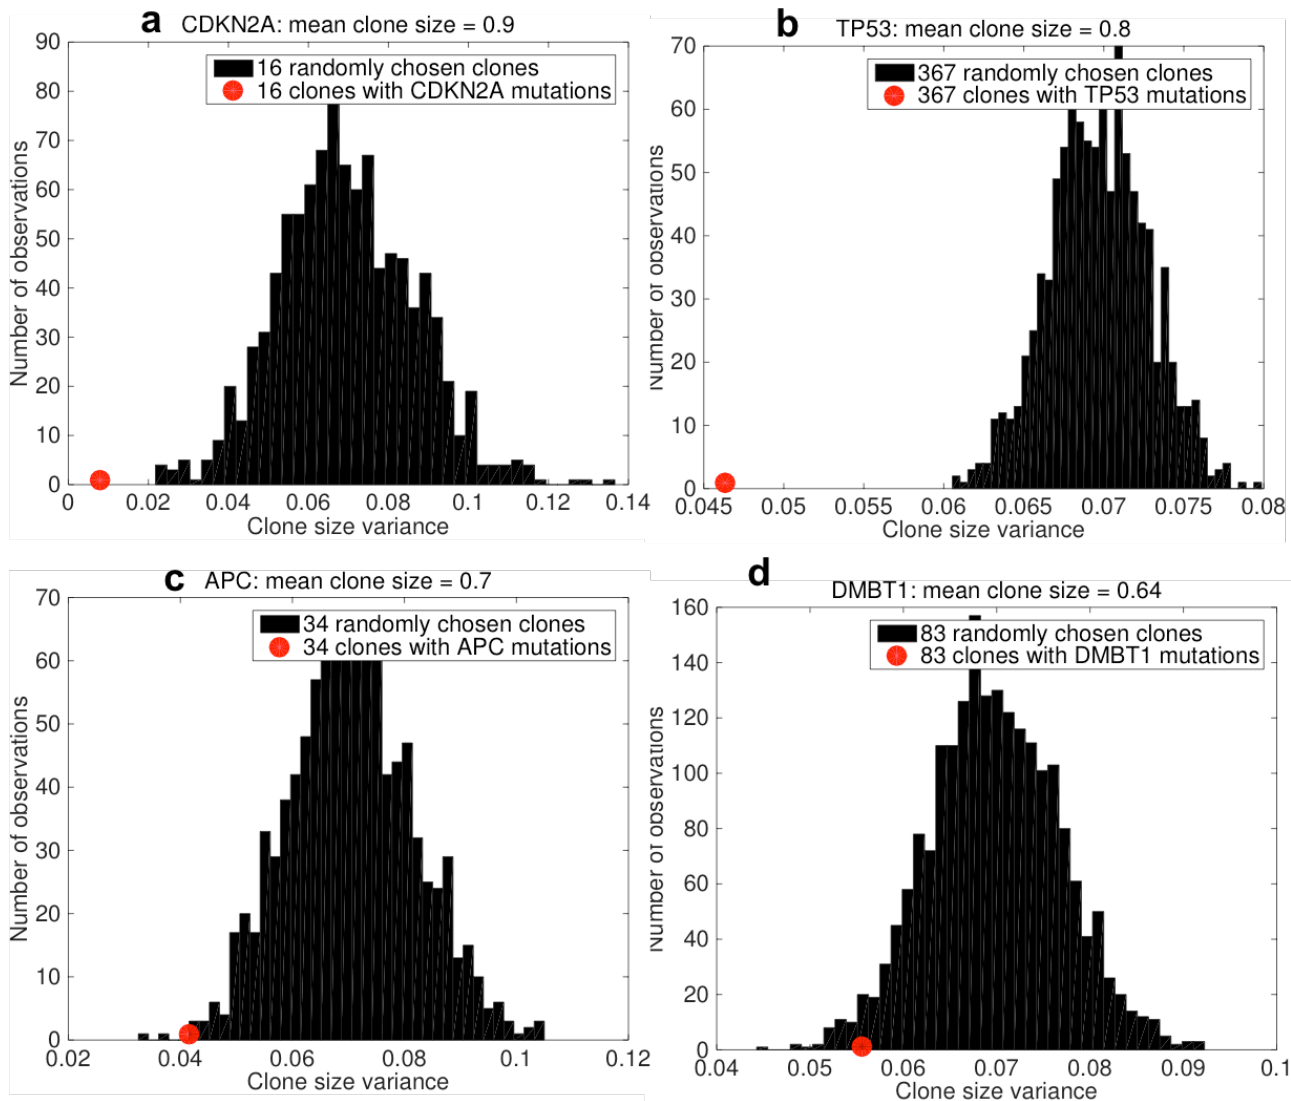 a
CDKN2A: mean clone size = 0.9
90
80
70
60
50
40
30
20
10
0
Number of observations
16 randomly chosen clones
16 clones with CDKN2A mutations
0 0.02 0.04 0.06 0.08 0.1 0.12 0.14
Clone size variance
b
TP53: mean clone size = 0.8
70
60
50
40
30
20
10
0
Number of observations
367 randomly chosen clones
367 clones with TP53 mutations
0.045 0.05 0.055 0.06 0.065 0.07 0.075 0.08
Clone size variance
c
APC: mean clone size = 0.7
70
60
50
40
30
20
10
0
Number of observations
34 randomly chosen clones
34 clones with APC mutations
0.02 0.04 0.06 0.08 0.1 0.12
Clone size variance
d
DMBT1: mean clone size = 0.64
160
140
120
100
80
60
40
20
0
Number of observations
83 randomly chosen clones
83 clones with DMBT1 mutations
0.04 0.05 0.06 0.07 0.08 0.09 0.1
Clone size variance